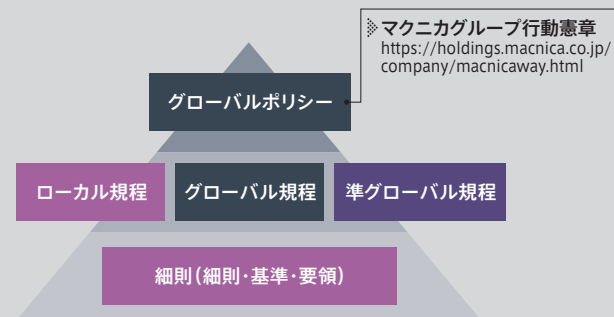 マクニカグループ行動憲章
https://holdings.macnica.co.jp/
company/macnicaway.html
グローバルポリシー
ローカル規程
グローバル規程
準グローバル規程
細則(細則・基準・要領)